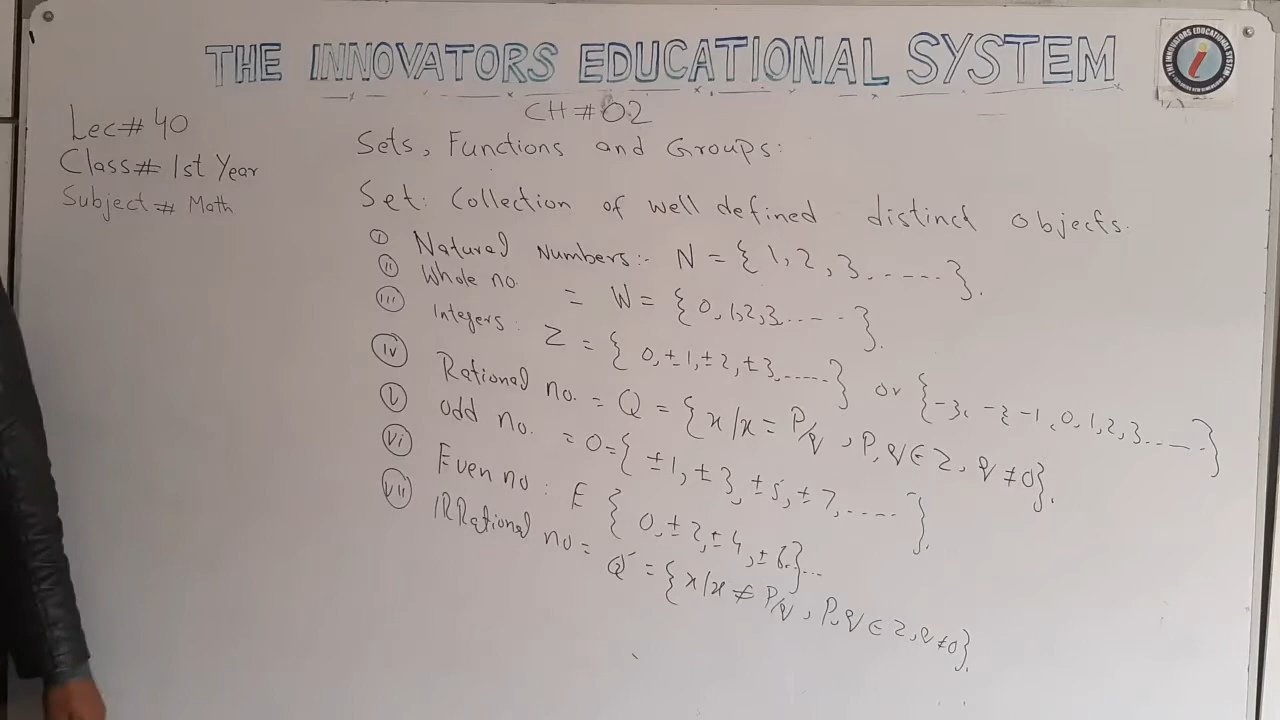 THE INNOVATORS EDUCATIONAL SYSTEM
CH#02
Lec# 40
Class# 1st Year
Subject# Math
Sets, Functions and Groups:
Set: Collection of well defined distinct objects.
(i) Natural Numbers:- N = {1, 2, 3, ......}.
(ii) Whole no. = W = {0, 1, 2, 3, .....}.
(iii) Integers: Z = {0, ±1, ±2, ±3, ......} or {-3, -2 -1, 0, 1, 2, 3 ......}
(iv) Rational no. = Q = {x/x = P/q, P, q ∈ Z, q ≠ 0}.
(v) Odd no. = O = {±1, ±3, ±5, ±7, ......}.
(vi) Even no: E {0, ±2, ±4, ±6.}...
(vii) IRRational no = Q' = {x/x ≠ P/q, P, q ∈ Z, q ≠ 0}.